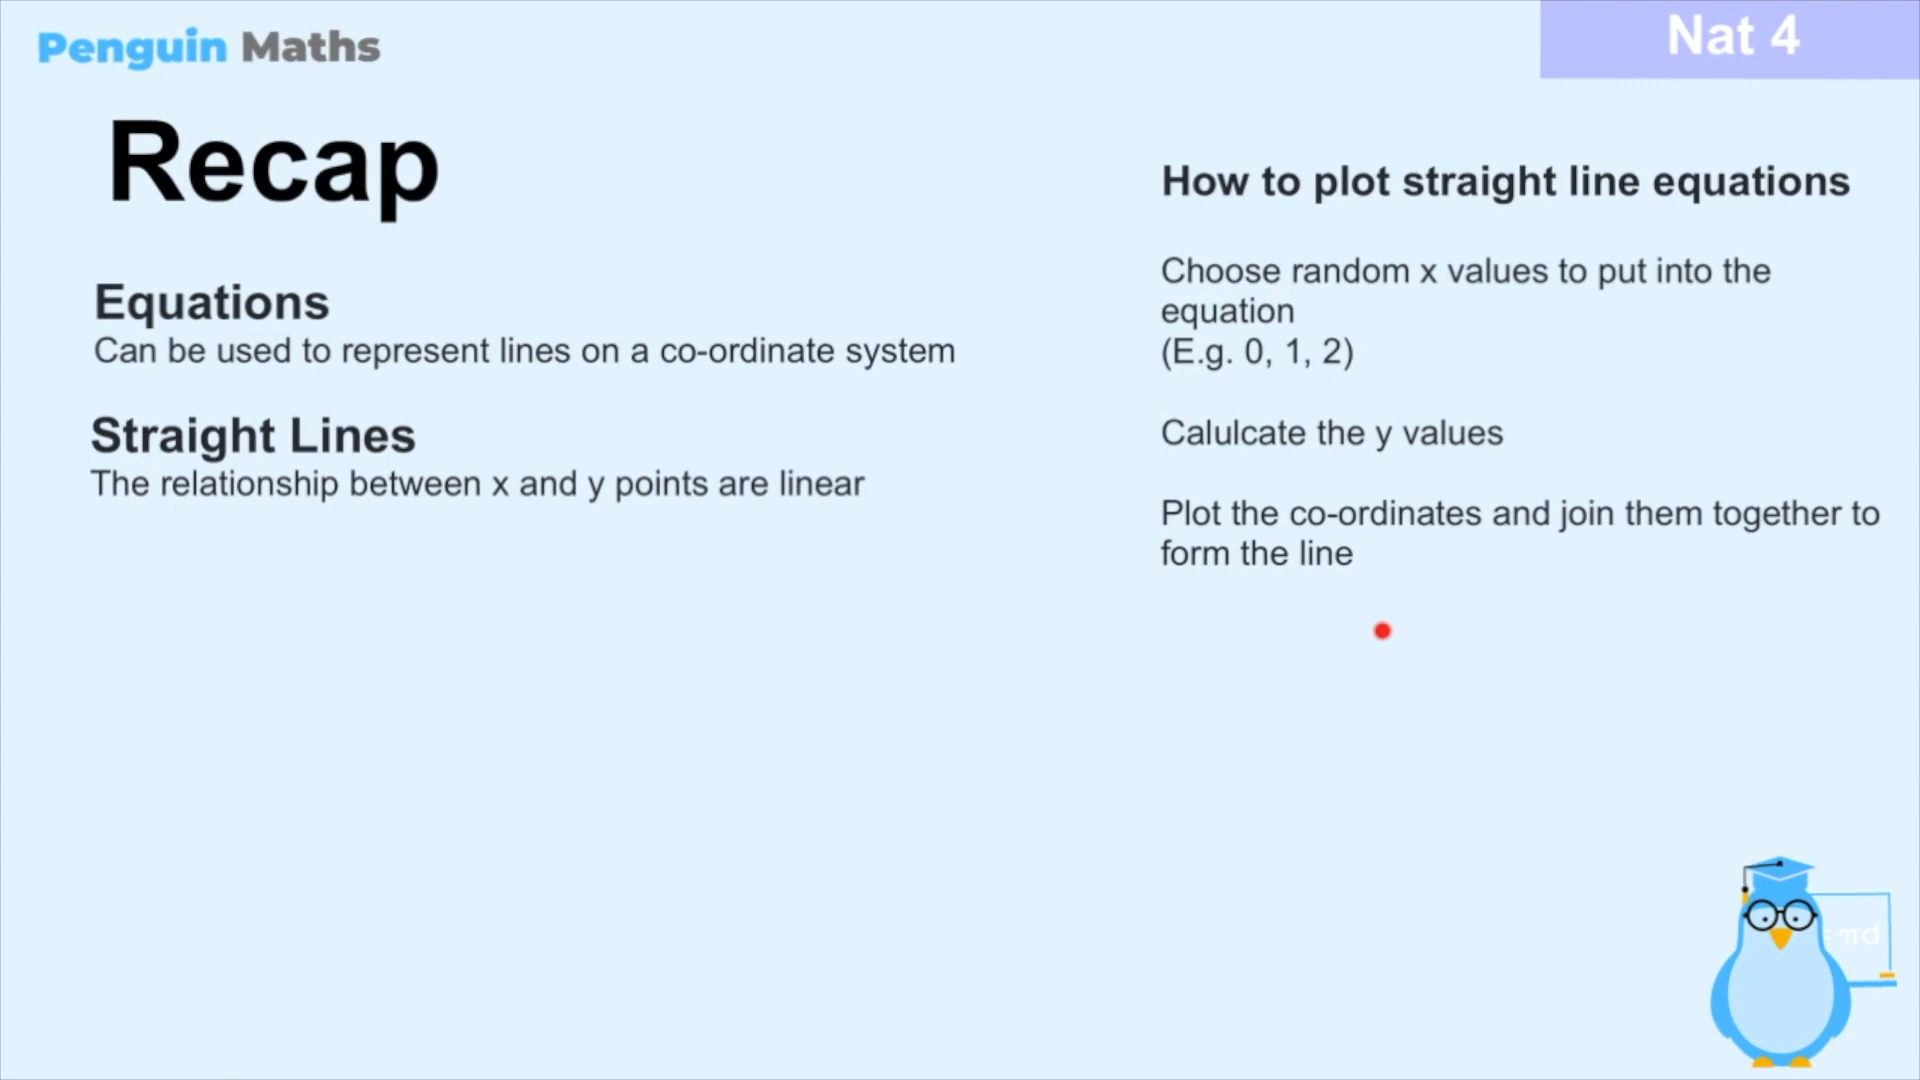 Penguin Maths
Nat 4
Recap
Equations
Can be used to represent lines on a co-ordinate system
Straight Lines
The relationship between x and y points are linear
How to plot straight line equations
Choose random x values to put into the
equation
(E.g. 0, 1, 2)
Calulcate the y values
Plot the co-ordinates and join them together to
form the line
= πd